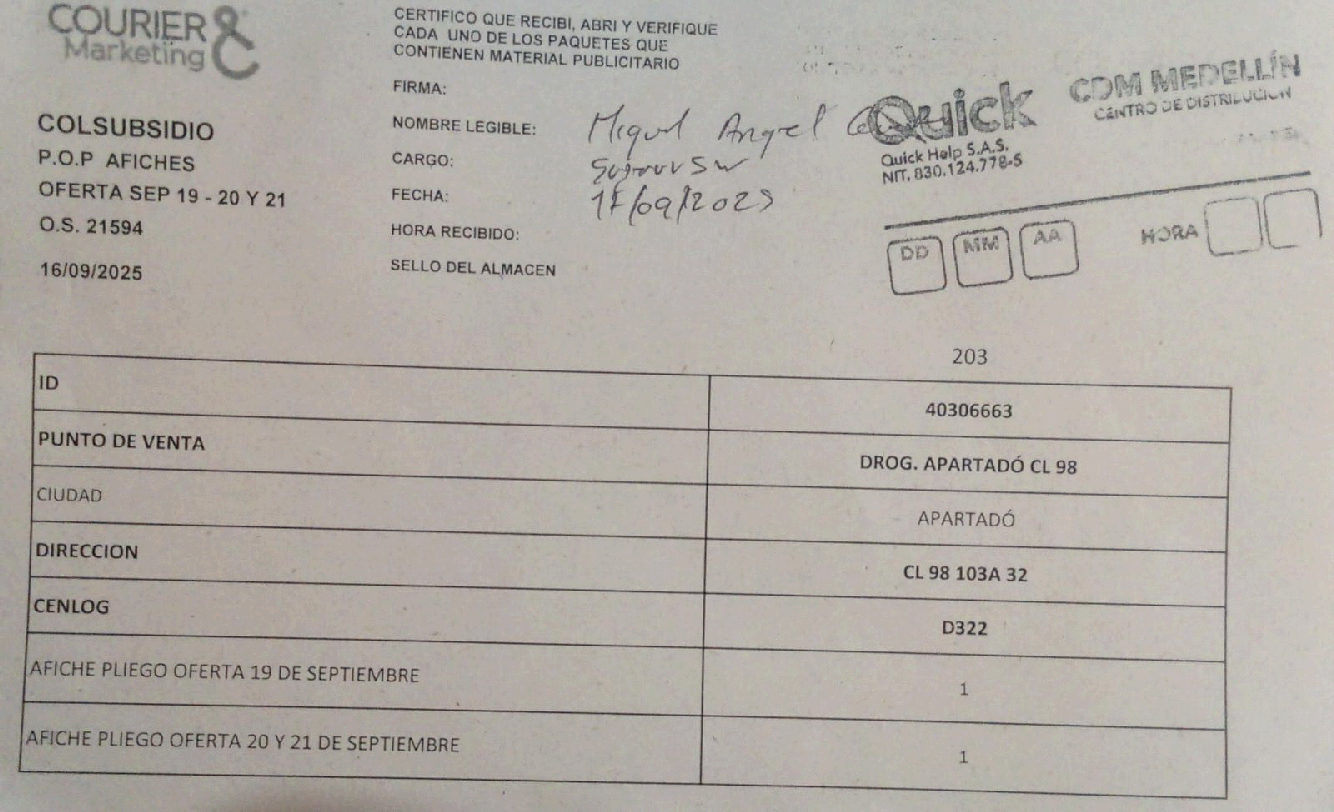 COURIER &
Marketing
COLSUBSIDIO
P.O.P AFICHES
OFERTA SEP 19 - 20 Y 21
O.S. 21594
16/09/2025
CERTIFICO QUE RECIBI, ABRI Y VERIFIQUE
CADA UNO DE LOS PAQUETES QUE
CONTIENEN MATERIAL PUBLICITARIO
FIRMA:
NOMBRE LEGIBLE: Miguel Angel
CARGO:
FECHA:
HORA RECIBIDO:
SELLO DEL ALMACEN
Quick
Quick Help S.A.S.
NIT. 830.124.778-5
CDM MEDELLÍN
CENTRO DE DISTRIBUCIÓN
DD MM AA HORA
203
ID 40306663
PUNTO DE VENTA DROG. APARTADÓ CL 98
CIUDAD APARTADÓ
DIRECCION CL 98 103A 32
CENLOG D322
AFICHE PLIEGO OFERTA 19 DE SEPTIEMBRE 1
AFICHE PLIEGO OFERTA 20 Y 21 DE SEPTIEMBRE 1